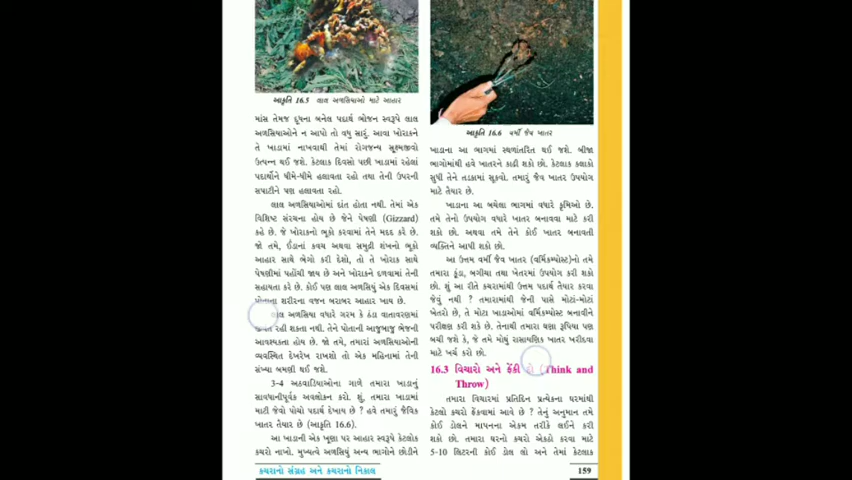 આકૃતિ 16.5 લાલ અળસિયાઓ માટે આહાર
માંસ તેમજ દૂધના બનેલ પદાર્થ ભોજન સ્વરૂપે લાલ
અળસિયાઓને ન આપો તો વધુ સારું. આવા ખોરાકને
તે ખાડામાં નાખવાથી તેમાં રોગજન્ય સૂક્ષ્મજીવો
ઉત્પન્ન થઈ જશે. કેટલાક દિવસો પછી ખાડામાં રહેલાં
પદાર્થોને ધીમે-ધીમે હલાવતા રહો તથા તેની ઉપરની
સપાટીને પણ હલાવતા રહો.
લાલ અળસિયાઓમાં દાંત હોતા નથી. તેમાં એક
વિશિષ્ટ સંરચના હોય છે જેને પેષણી (Gizzard)
કહે છે. જે ખોરાકનો ભૂકો કરવામાં તેને મદદ કરે છે.
જો તમે, ઈંડાનાં કવચ અથવા સમુદ્રી શંખનો ભૂકો
આહાર સાથે ભેગો કરી દેશો, તો તે ખોરાક સાથે
પેષણીમાં પહોંચી જાય છે અને ખોરાકને દળવામાં તેની
સહાયતા કરે છે. કોઈ પણ લાલ અળસિયું એક દિવસમાં
પોતાના શરીરના વજન બરાબર આહાર ખાય છે.
લાલ અળસિયા વધારે ગરમ કે ઠંડા વાતાવરણમાં
જીવતા રહી શકતા નથી. તેને પોતાની આજુબાજુ ભેજની
આવશ્યકતા હોય છે. જો તમે, તમારાં અળસિયાઓની
વ્યવસ્થિત દેખરેખ રાખશો તો એક મહિનામાં તેની
સંખ્યા બમણી થઈ જશે.
3-4 અઠવાડિયાઓના ગાળે તમારા ખાડાનું
સાવધાનીપૂર્વક અવલોકન કરો. શું, તમારા ખાડામાં
માટી જેવો પોચો પદાર્થ દેખાય છે ? હવે તમારું જૈવિક
ખાતર તૈયાર છે (આકૃતિ 16.6).
આ ખાડાની એક ખૂણા પર આહાર સ્વરૂપે કેટલોક
કચરો નાખો. મુખ્યત્વે અળસિયું અન્ય ભાગોને છોડીને
આકૃતિ 16.6 વર્મી જૈવ ખાતર
ખાડાના આ ભાગમાં સ્થળાંતરિત થઈ જશે. બીજા
ભાગોમાંથી હવે ખાતરને કાઢી શકો છો. કેટલાક કલાકો
સુધી તેને તડકામાં સૂકવો. તમારું જૈવ ખાતર ઉપયોગ
માટે તૈયાર છે.
ખાડાના આ બચેલા ભાગમાં વધારે કૃમિઓ છે.
તમે તેનો ઉપયોગ વધારે ખાતર બનાવવા માટે કરી
શકો છો. અથવા તમે તેને કોઈ ખાતર બનાવતી
વ્યક્તિને આપી શકો છો.
આ ઉત્તમ વર્મી જૈવ ખાતર (વર્મિકમ્પોસ્ટ)નો તમે
તમારા કૂંડા, બગીચા તથા ખેતરમાં ઉપયોગ કરી શકો
છો. શું આ રીતે કચરામાંથી ઉત્તમ પદાર્થ તૈયાર કરવા
જેવું નથી ? તમારામાંથી જેની પાસે મોટાં-મોટાં
ખેતરો છે, તે મોટા ખાડાઓમાં વર્મિકમ્પોસ્ટ બનાવીને
પરીક્ષણ કરી શકે છે. તેનાથી તમારા ઘણા રૂપિયા પણ
બચી જશે કે, જે તમે મોંઘું રાસાયણિક ખાતર ખરીદવા
માટે ખર્ચ કરો છો.
16.3 વિચારો અને ફેંકી દો (Think and
Throw)
તમારા વિચારમાં પ્રતિદિન પ્રત્યેકના ઘરમાંથી
કેટલો કચરો ફેંકવામાં આવે છે ? તેનું અનુમાન તમે
કોઈ ડોલને માપનના એકમ તરીકે લઈને કરી
શકો છો. તમારા ઘરનો કચરો એકઠો કરવા માટે
5-10 લિટરની કોઈ ડોલ લો અને તેમાં કેટલાક
કચરાનો સંગ્રહ અને કચરાનો નિકાલ
159